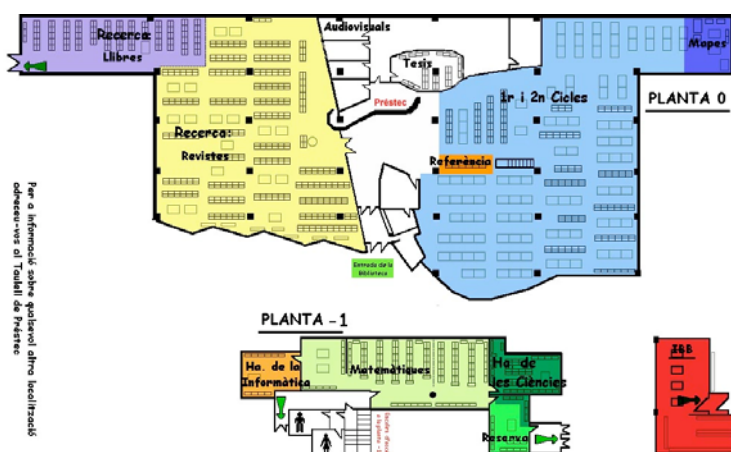 Audiovisuals
Recerca:
Llibres
Tesis
Mapes
Préstec
1r i 2n Cicles
PLANTA 0
Recerca:
Revistes
Referència
Entrada de la
Biblioteca
Per a informació sobre qualsevol altra localització
adreceu-vos al Taulell de Préstec
PLANTA -1
IBB
Ha. de la
Informàtica
Matemàtiques
Ha. de
les Ciències
Reserva